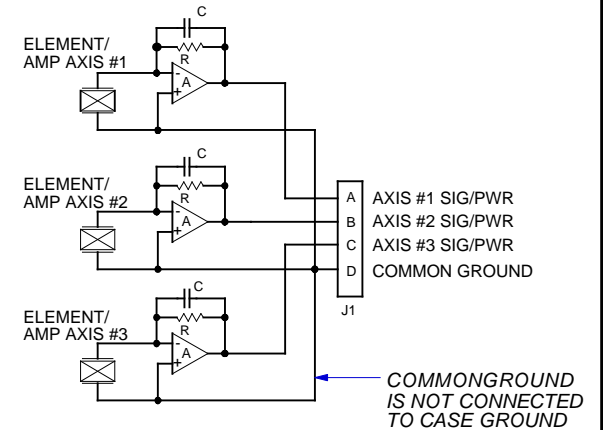 C
ELEMENT/
AMP AXIS #1
R
-
A
+
C
ELEMENT/
AMP AXIS #2
R
-
A
+
A AXIS #1 SIG/PWR
B AXIS #2 SIG/PWR
C AXIS #3 SIG/PWR
D COMMON GROUND
J1
C
ELEMENT/
AMP AXIS #3
R
-
A
+
COMMONGROUND
IS NOT CONNECTED
TO CASE GROUND